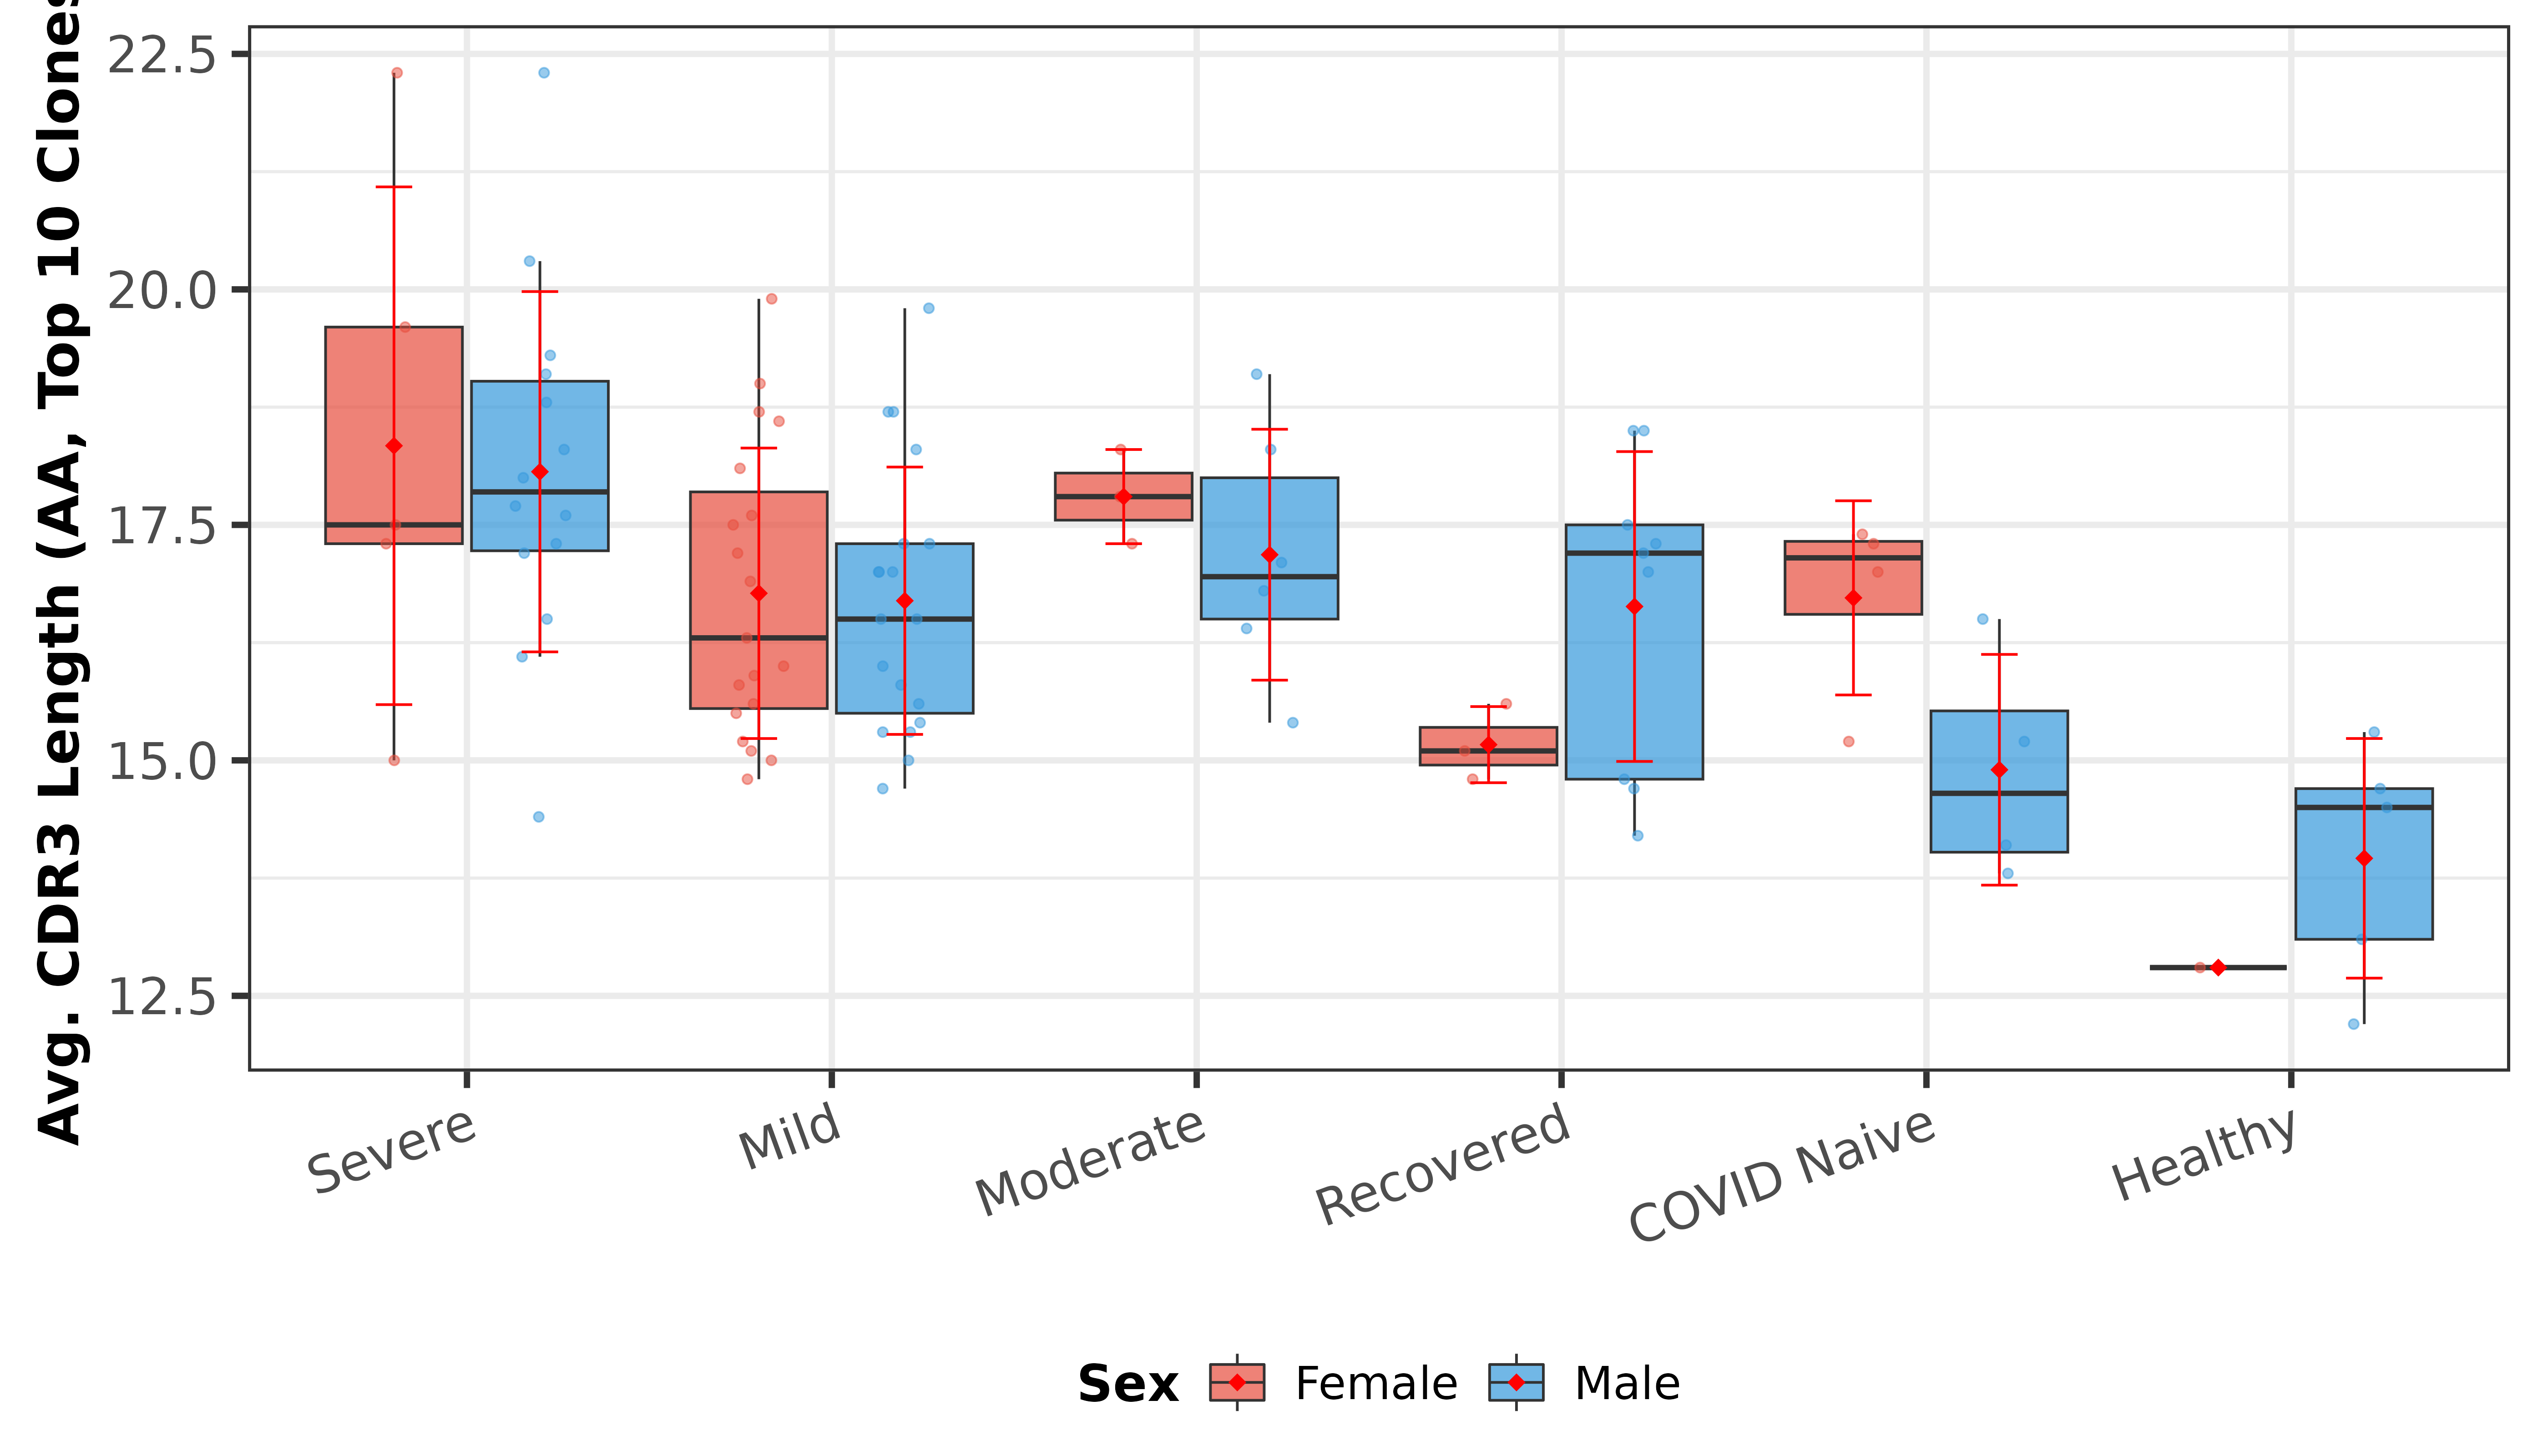 Avg. CDR3 Length (AA, Top 10 Clones
22.5
20.0
17.5
15.0
12.5
Severe
Mild
Moderate
Recovered
COVID Naive
Healthy
Sex Female Male